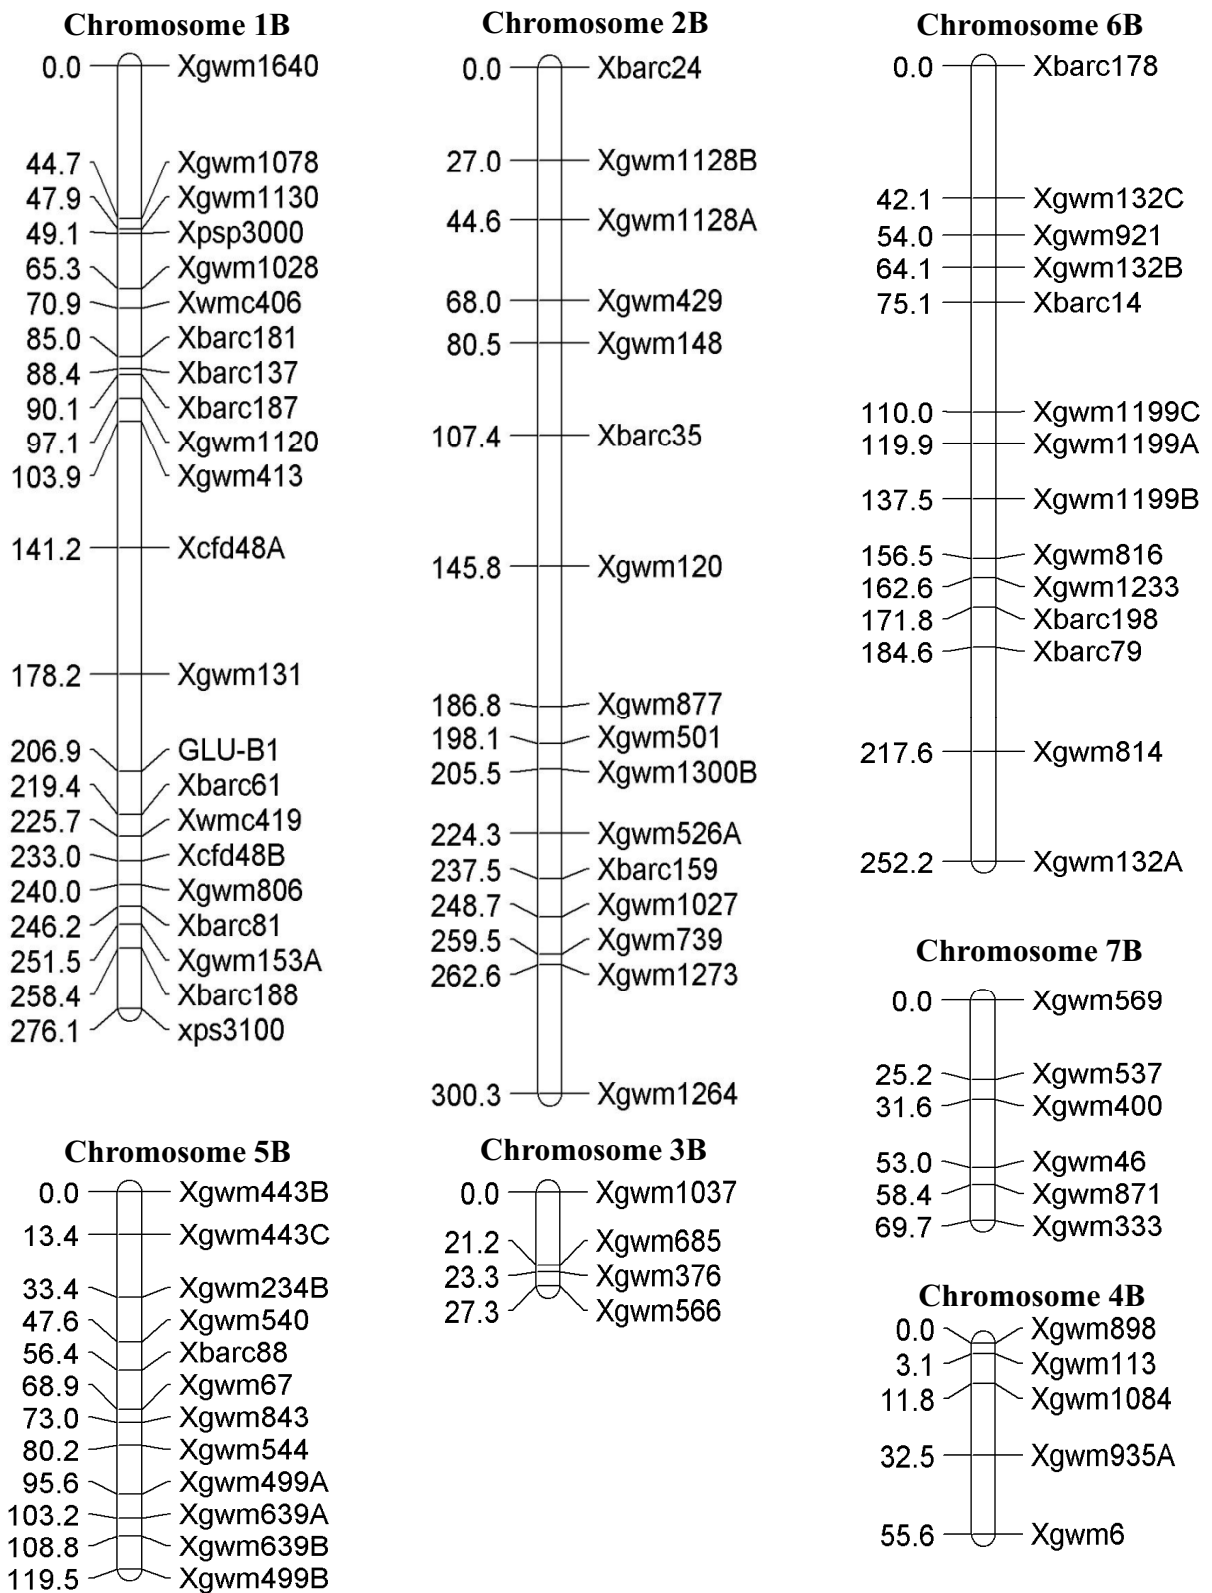 Chromosome 1B
0.0 Xgwm1640
44.7 Xgwm1078
47.9 Xgwm1130
49.1 Xpsp3000
65.3 Xgwm1028
70.9 Xwmc406
85.0 Xbarc181
88.4 Xbarc137
90.1 Xbarc187
97.1 Xgwm1120
103.9 Xgwm413
141.2 Xcfd48A
178.2 Xgwm131
206.9 GLU-B1
219.4 Xbarc61
225.7 Xwmc419
233.0 Xcfd48B
240.0 Xgwm806
246.2 Xbarc81
251.5 Xgwm153A
258.4 Xbarc188
276.1 xps3100
Chromosome 5B
0.0 Xgwm443B
13.4 Xgwm443C
33.4 Xgwm234B
47.6 Xgwm540
56.4 Xbarc88
68.9 Xgwm67
73.0 Xgwm843
80.2 Xgwm544
95.6 Xgwm499A
103.2 Xgwm639A
108.8 Xgwm639B
119.5 Xgwm499B
Chromosome 2B
0.0 Xbarc24
27.0 Xgwm1128B
44.6 Xgwm1128A
68.0 Xgwm429
80.5 Xgwm148
107.4 Xbarc35
145.8 Xgwm120
186.8 Xgwm877
198.1 Xgwm501
205.5 Xgwm1300B
224.3 Xgwm526A
237.5 Xbarc159
248.7 Xgwm1027
259.5 Xgwm739
262.6 Xgwm1273
300.3 Xgwm1264
Chromosome 3B
0.0 Xgwm1037
21.2 Xgwm685
23.3 Xgwm376
27.3 Xgwm566
Chromosome 6B
0.0 Xbarc178
42.1 Xgwm132C
54.0 Xgwm921
64.1 Xgwm132B
75.1 Xbarc14
110.0 Xgwm1199C
119.9 Xgwm1199A
137.5 Xgwm1199B
156.5 Xgwm816
162.6 Xgwm1233
171.8 Xbarc198
184.6 Xbarc79
217.6 Xgwm814
252.2 Xgwm132A
Chromosome 7B
0.0 Xgwm569
25.2 Xgwm537
31.6 Xgwm400
53.0 Xgwm46
58.4 Xgwm871
69.7 Xgwm333
Chromosome 4B
0.0 Xgwm898
3.1 Xgwm113
11.8 Xgwm1084
32.5 Xgwm935A
55.6 Xgwm6